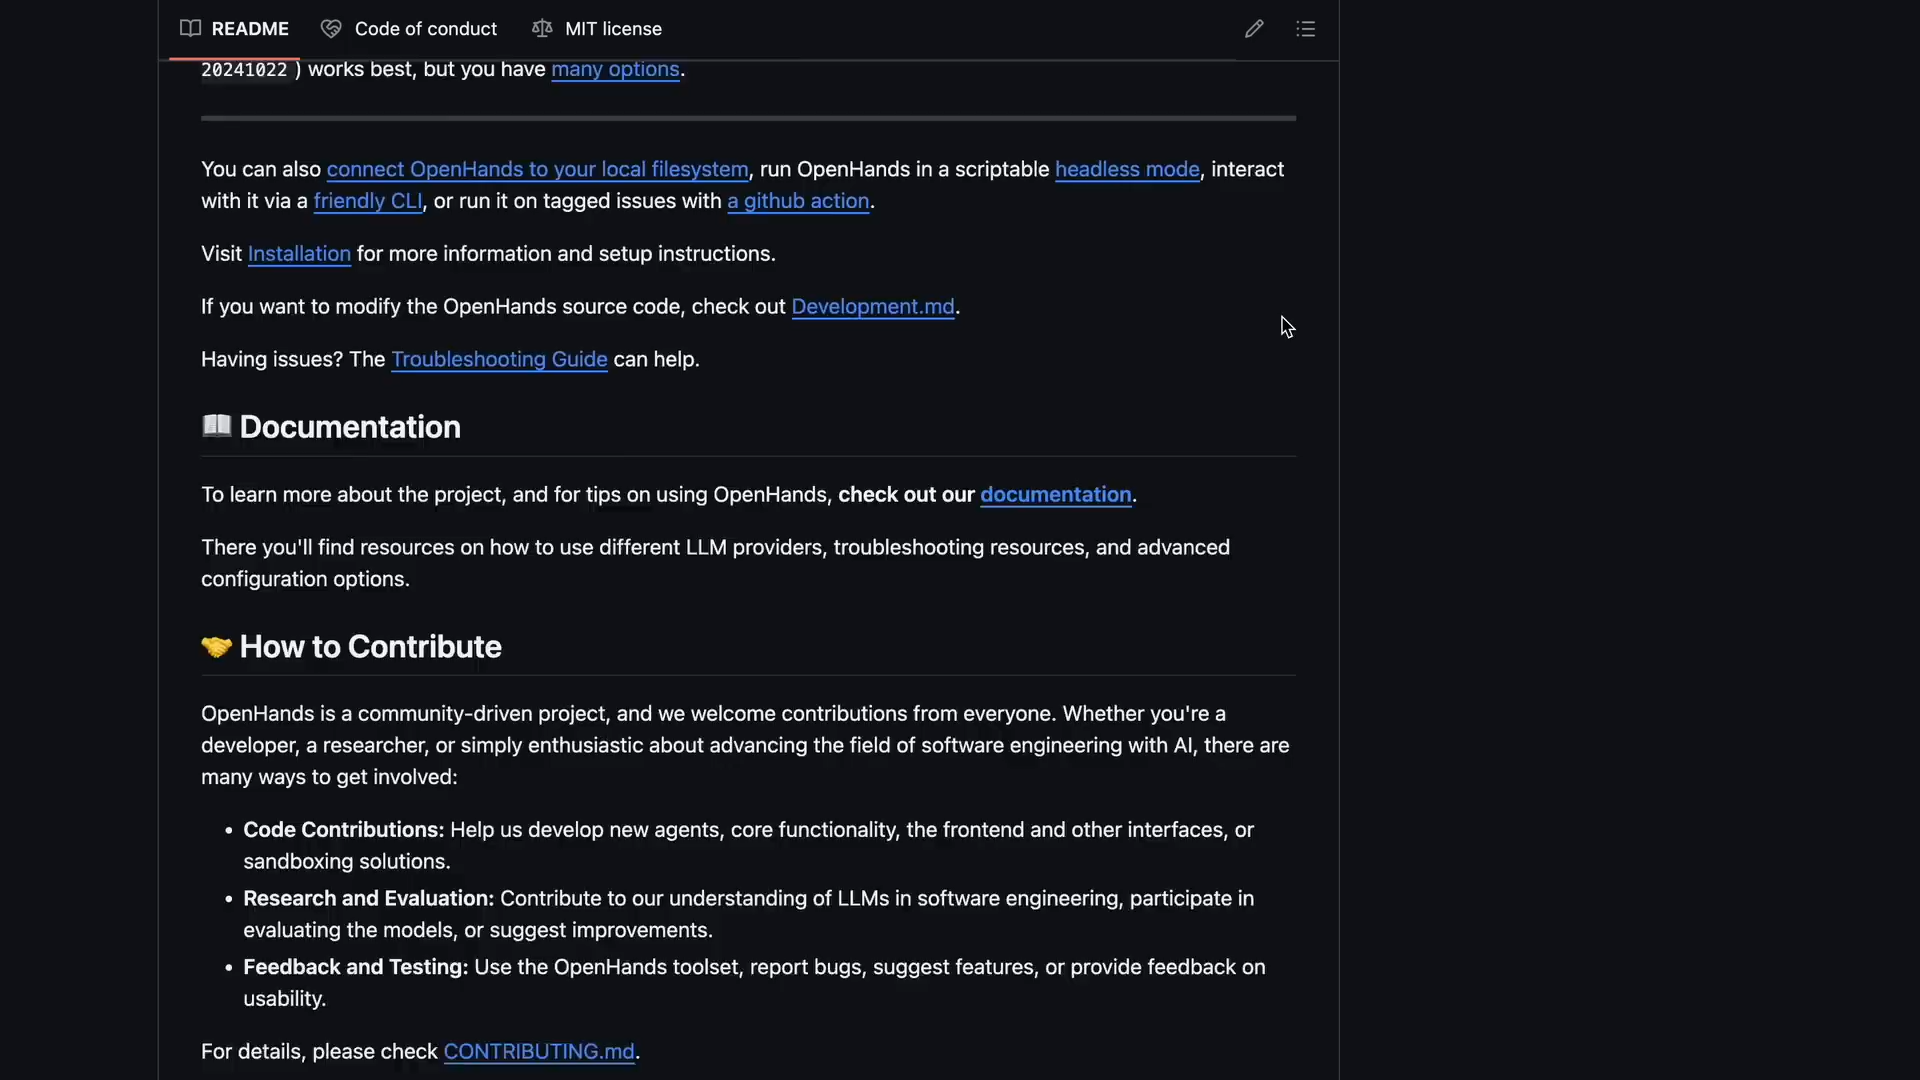 README Code of conduct MIT license
20241022 ) works best, but you have many options.
You can also connect OpenHands to your local filesystem, run OpenHands in a scriptable headless mode, interact
with it via a friendly CLI, or run it on tagged issues with a github action.
Visit Installation for more information and setup instructions.
If you want to modify the OpenHands source code, check out Development.md.
Having issues? The Troubleshooting Guide can help.
📖 Documentation
To learn more about the project, and for tips on using OpenHands, check out our documentation.
There you'll find resources on how to use different LLM providers, troubleshooting resources, and advanced
configuration options.
🤝 How to Contribute
OpenHands is a community-driven project, and we welcome contributions from everyone. Whether you're a
developer, a researcher, or simply enthusiastic about advancing the field of software engineering with AI, there are
many ways to get involved:
• Code Contributions: Help us develop new agents, core functionality, the frontend and other interfaces, or
sandboxing solutions.
• Research and Evaluation: Contribute to our understanding of LLMs in software engineering, participate in
evaluating the models, or suggest improvements.
• Feedback and Testing: Use the OpenHands toolset, report bugs, suggest features, or provide feedback on
usability.
For details, please check CONTRIBUTING.md.